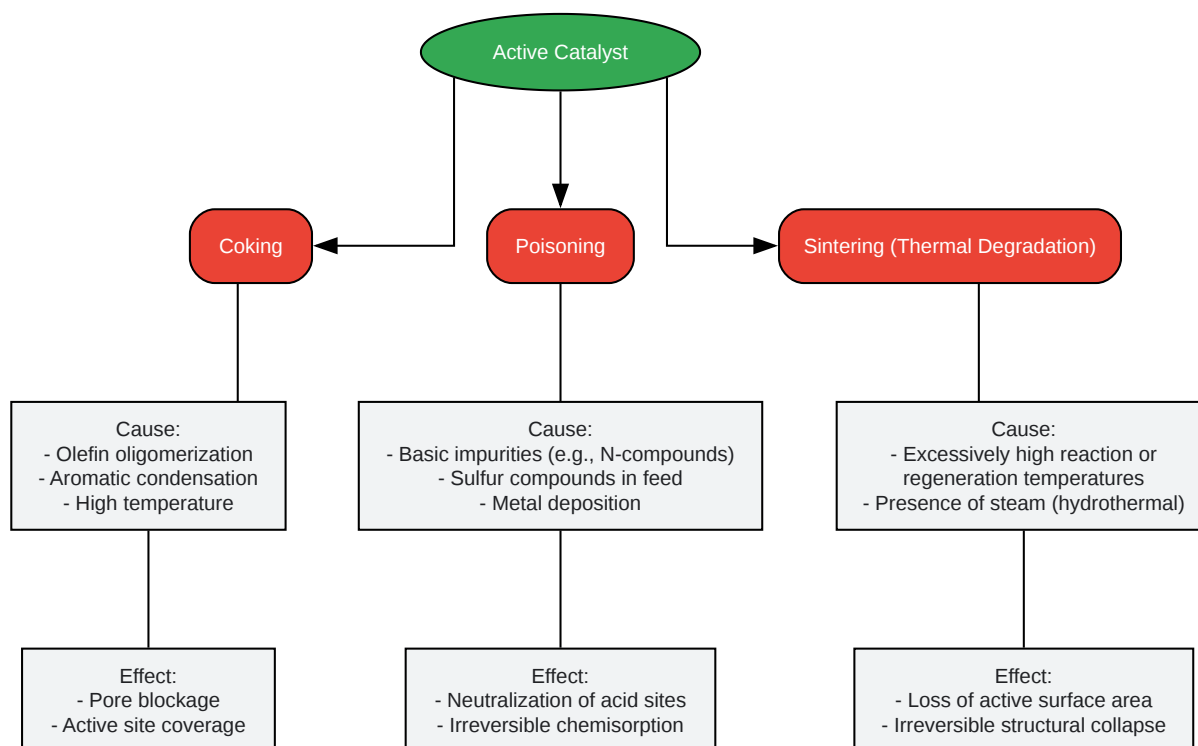 Active Catalyst
Coking
Poisoning
Sintering (Thermal Degradation)
Cause:
- Olefin oligomerization
- Aromatic condensation
- High temperature
Cause:
- Basic impurities (e.g., N-compounds)
- Sulfur compounds in feed
- Metal deposition
Cause:
- Excessively high reaction or
regeneration temperatures
- Presence of steam (hydrothermal)
Effect:
- Pore blockage
- Active site coverage
Effect:
- Neutralization of acid sites
- Irreversible chemisorption
Effect:
- Loss of active surface area
- Irreversible structural collapse